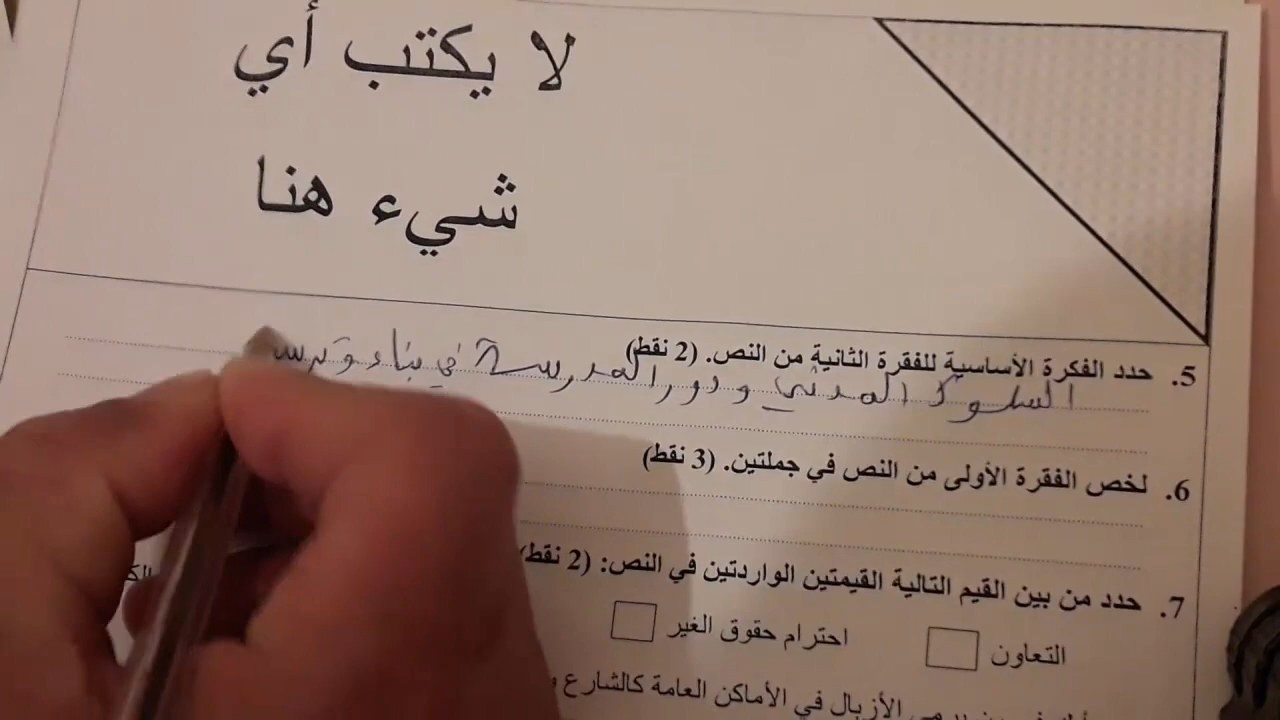 لا يكتب أي
شيء هنا
5. حدد الفكرة الأساسية للفقرة الثانية من النص. (2 نقط)
السلوك المدني ودور المدرسة في بناء وترسي
6. لخص الفقرة الأولى من النص في جملتين. (3 نقط)
7. حدد من بين القيم التالية القيمتين الواردتين في النص: (2 نقط)
التعاون احترام حقوق الغير
الأزبال في الأماكن العامة كالشارع